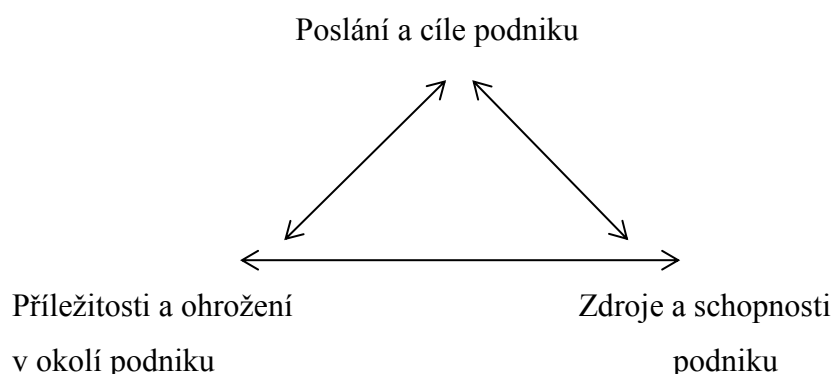 Poslání a cíle podniku
Příležitosti a ohrožení
v okolí podniku
Zdroje a schopnosti
podniku